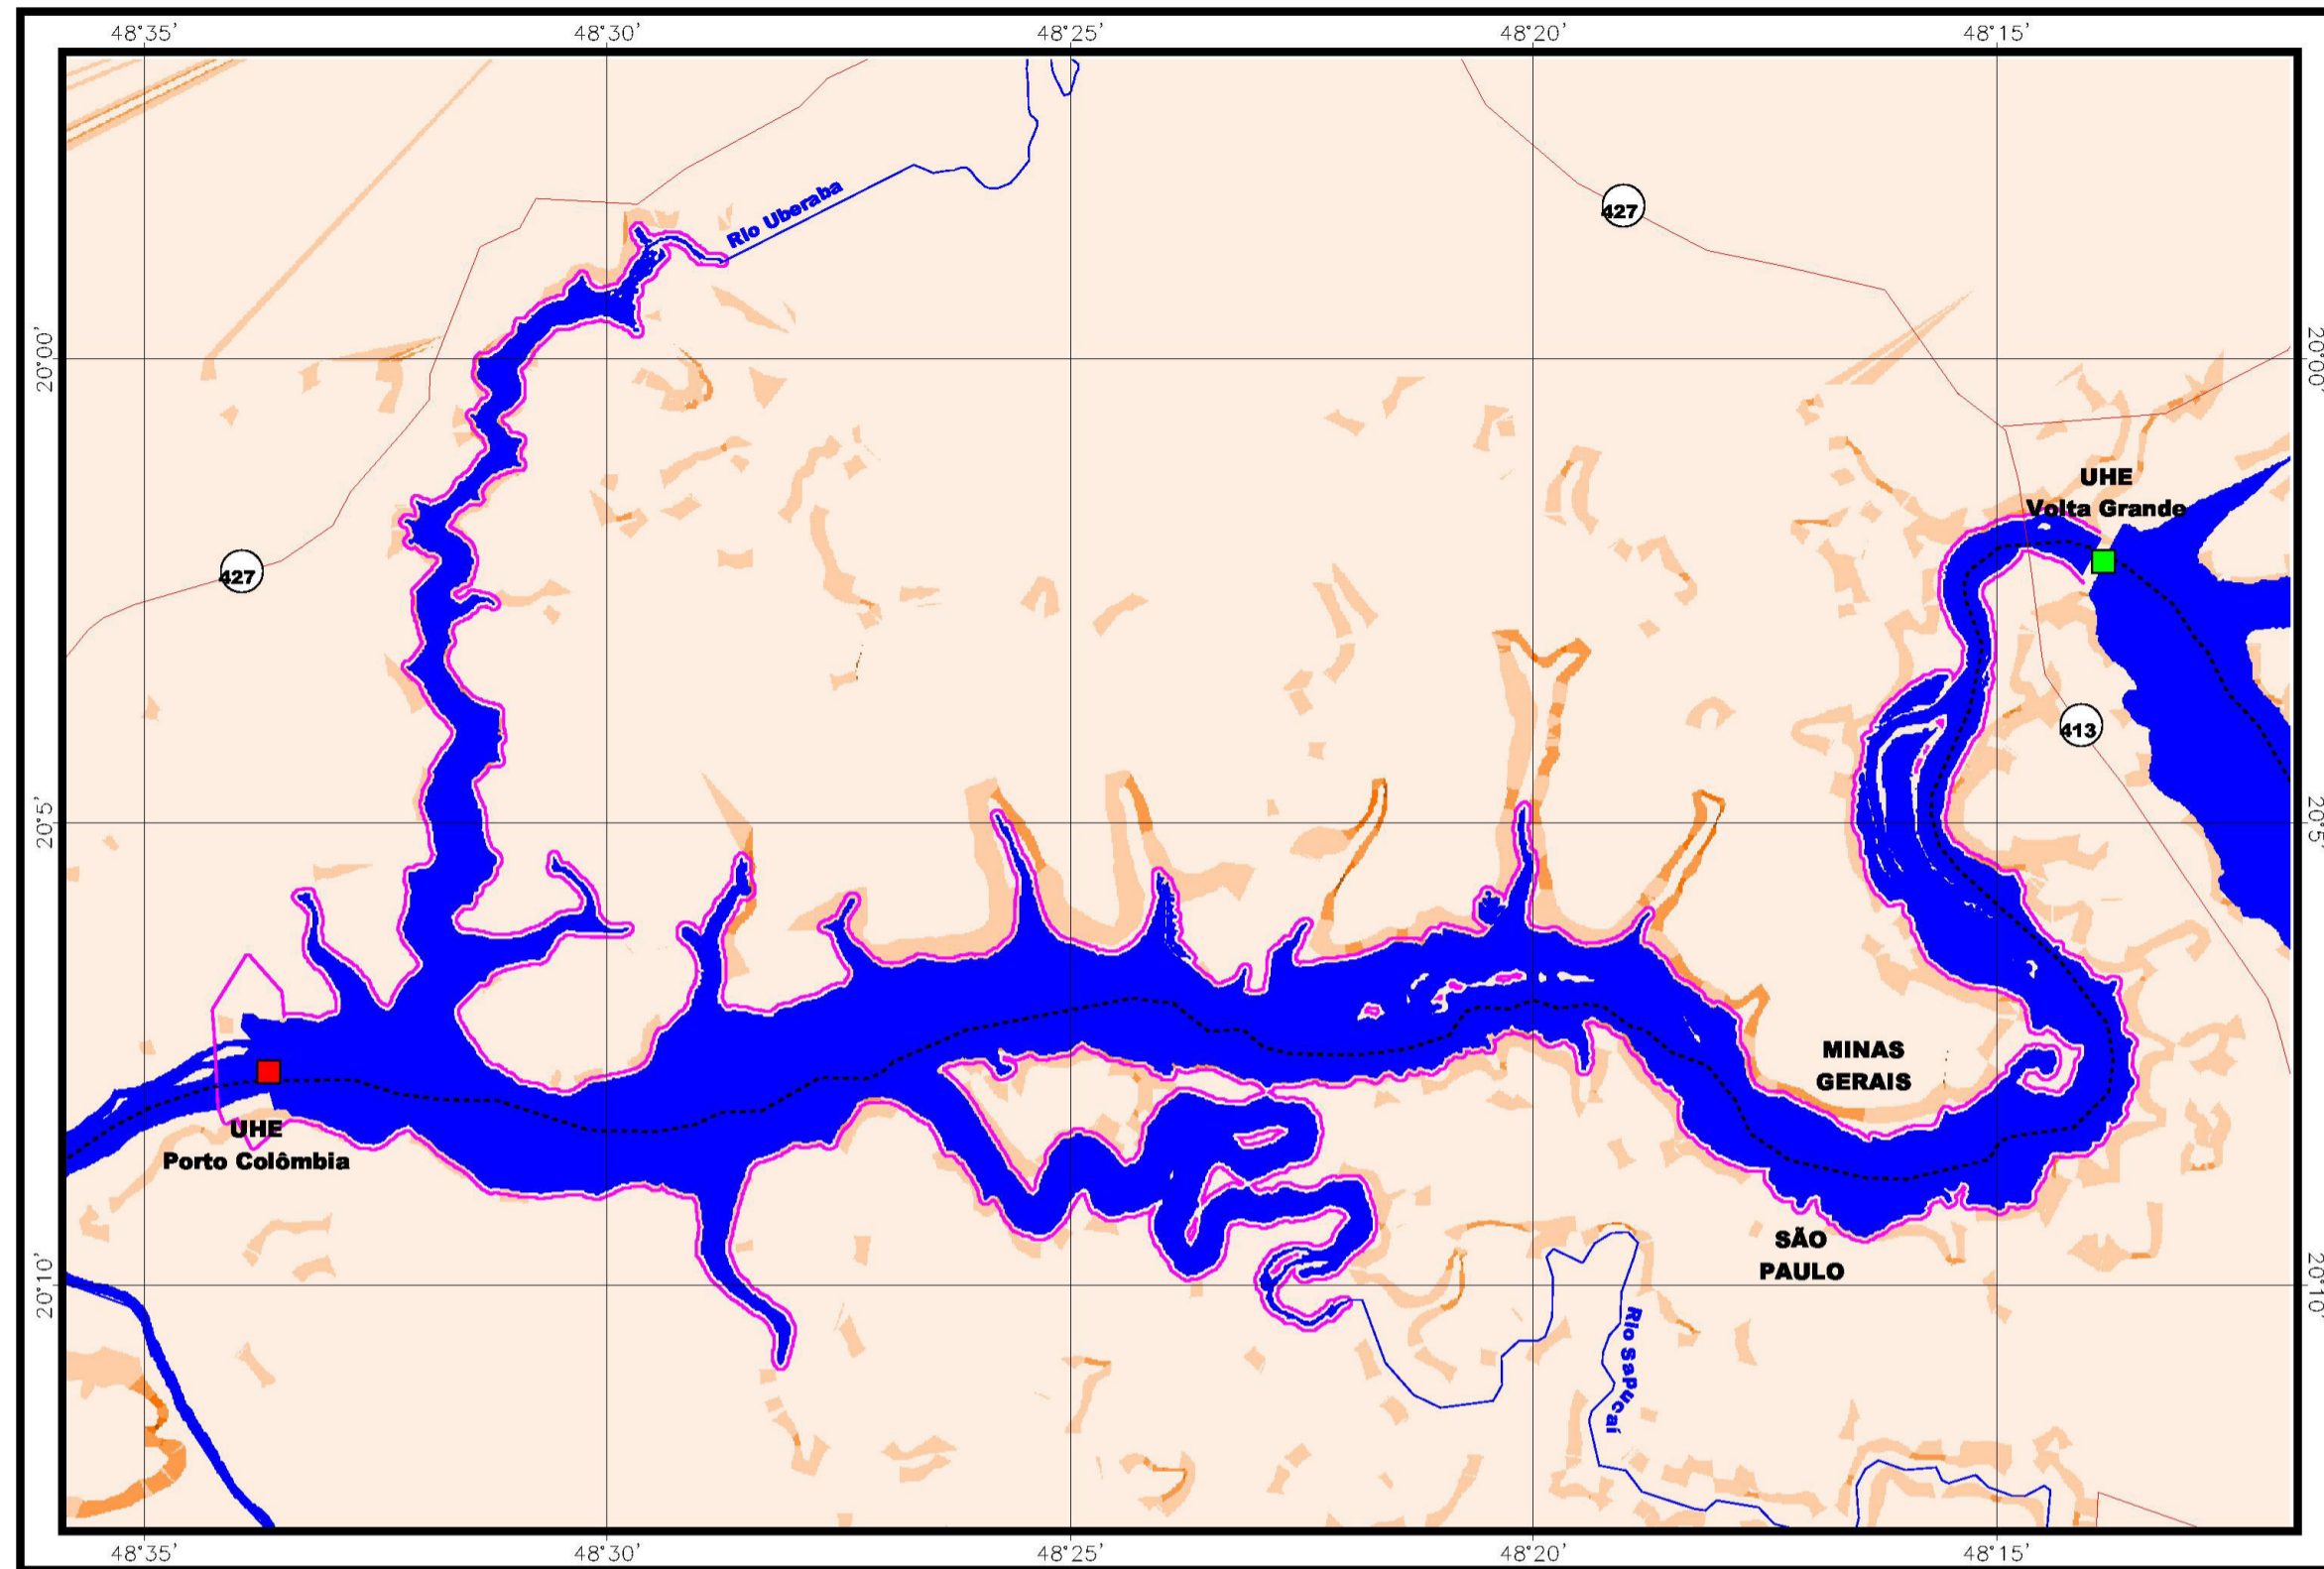 48°35' 48°30' 48°25' 48°20' 48°15'
Rio Uberaba
427
20°00' 20°00'
UHE
Volta Grande
427
413
20°5' 20°5'
MINAS
GERAIS
UHE
Porto Colômbia
SÃO
PAULO
20°10' 20°10'
Rio Sapucaí
48°35' 48°30' 48°25' 48°20' 48°15'